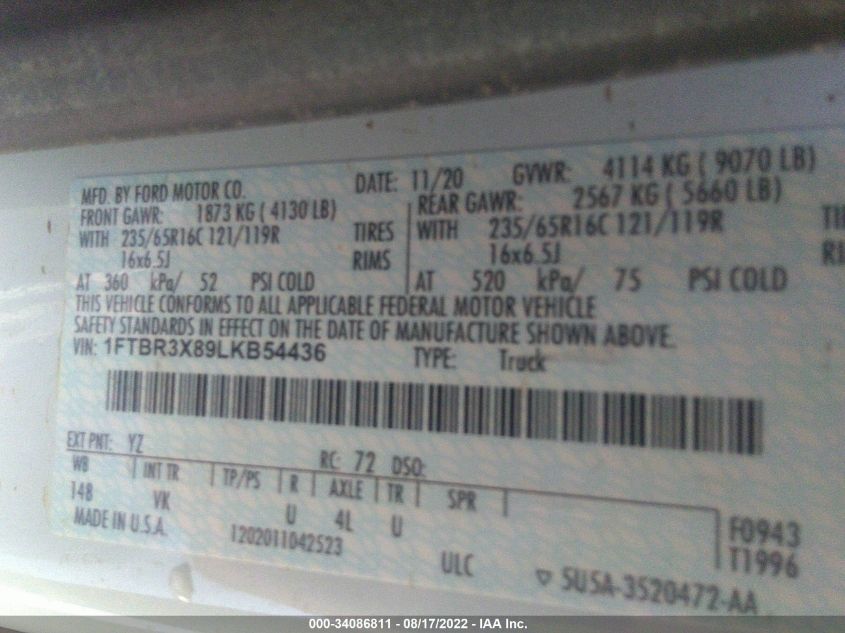 MFD. BY FORD MOTOR CO. DATE: 11/20 GVWR: 4114 KG ( 9070 LB)
FRONT GAWR: 1873 KG ( 4130 LB) REAR GAWR: 2567 KG ( 5660 LB)
WITH 235/65R16C 121/119R TIRES WITH 235/65R16C 121/119R
16x6.5J RIMS 16x6.5J
AT 360 kPa/ 52 PSI COLD AT 520 kPa/ 75 PSI COLD
THIS VEHICLE CONFORMS TO ALL APPLICABLE FEDERAL MOTOR VEHICLE
SAFETY STANDARDS IN EFFECT ON THE DATE OF MANUFACTURE SHOWN ABOVE.
VIN: 1FTBR3X89LKB54436 TYPE: Truck
EXT PNT: YZ RC: 72 DSO:
WB INT TR TP/PS R AXLE TR SPR
148 VK U 4L U F0943
MADE IN U.S.A. 1202011042523 T1996
ULC 5U5A-3520472-AA
000-34086811 - 08/17/2022 - IAA Inc.